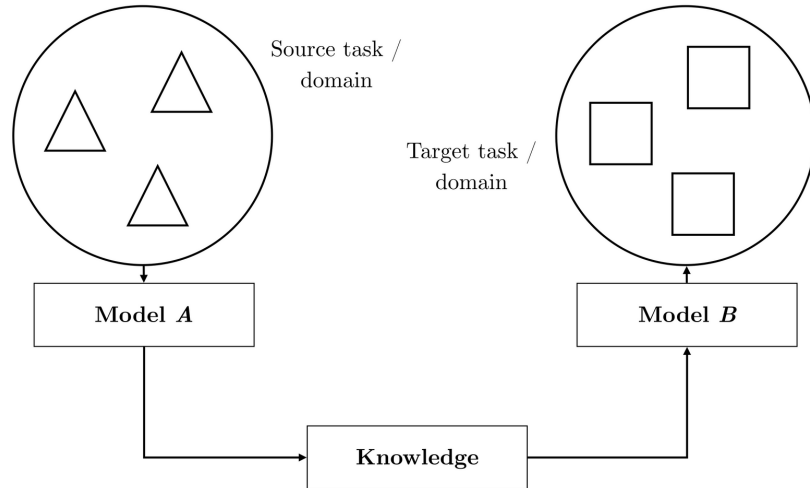 Source task /
domain
Target task /
domain
Model A
Model B
Knowledge